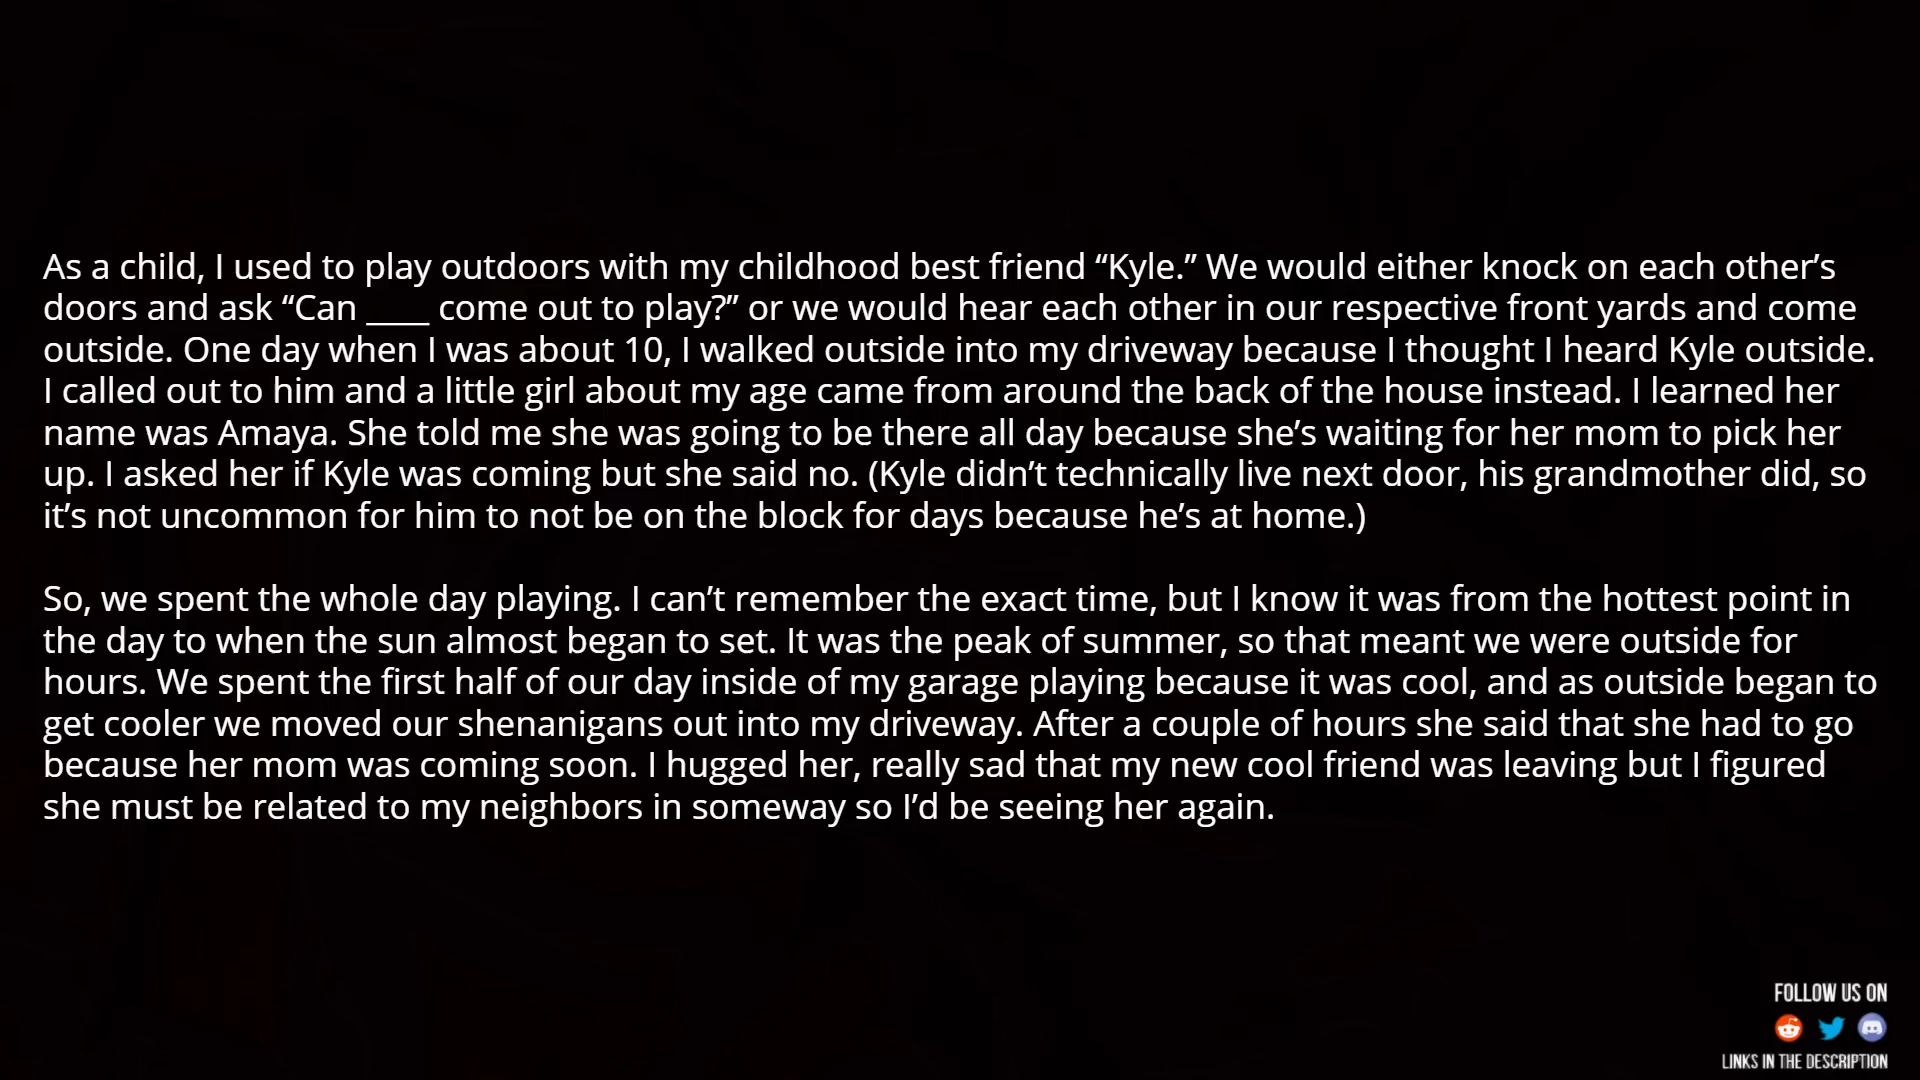 As a child, I used to play outdoors with my childhood best friend “Kyle.” We would either knock on each other’s
doors and ask “Can ____ come out to play?” or we would hear each other in our respective front yards and come
outside. One day when I was about 10, I walked outside into my driveway because I thought I heard Kyle outside.
I called out to him and a little girl about my age came from around the back of the house instead. I learned her
name was Amaya. She told me she was going to be there all day because she’s waiting for her mom to pick her
up. I asked her if Kyle was coming but she said no. (Kyle didn’t technically live next door, his grandmother did, so
it’s not uncommon for him to not be on the block for days because he’s at home.)
So, we spent the whole day playing. I can’t remember the exact time, but I know it was from the hottest point in
the day to when the sun almost began to set. It was the peak of summer, so that meant we were outside for
hours. We spent the first half of our day inside of my garage playing because it was cool, and as outside began to
get cooler we moved our shenanigans out into my driveway. After a couple of hours she said that she had to go
because her mom was coming soon. I hugged her, really sad that my new cool friend was leaving but I figured
she must be related to my neighbors in someway so I’d be seeing her again.
FOLLOW US ON
LINKS IN THE DESCRIPTION